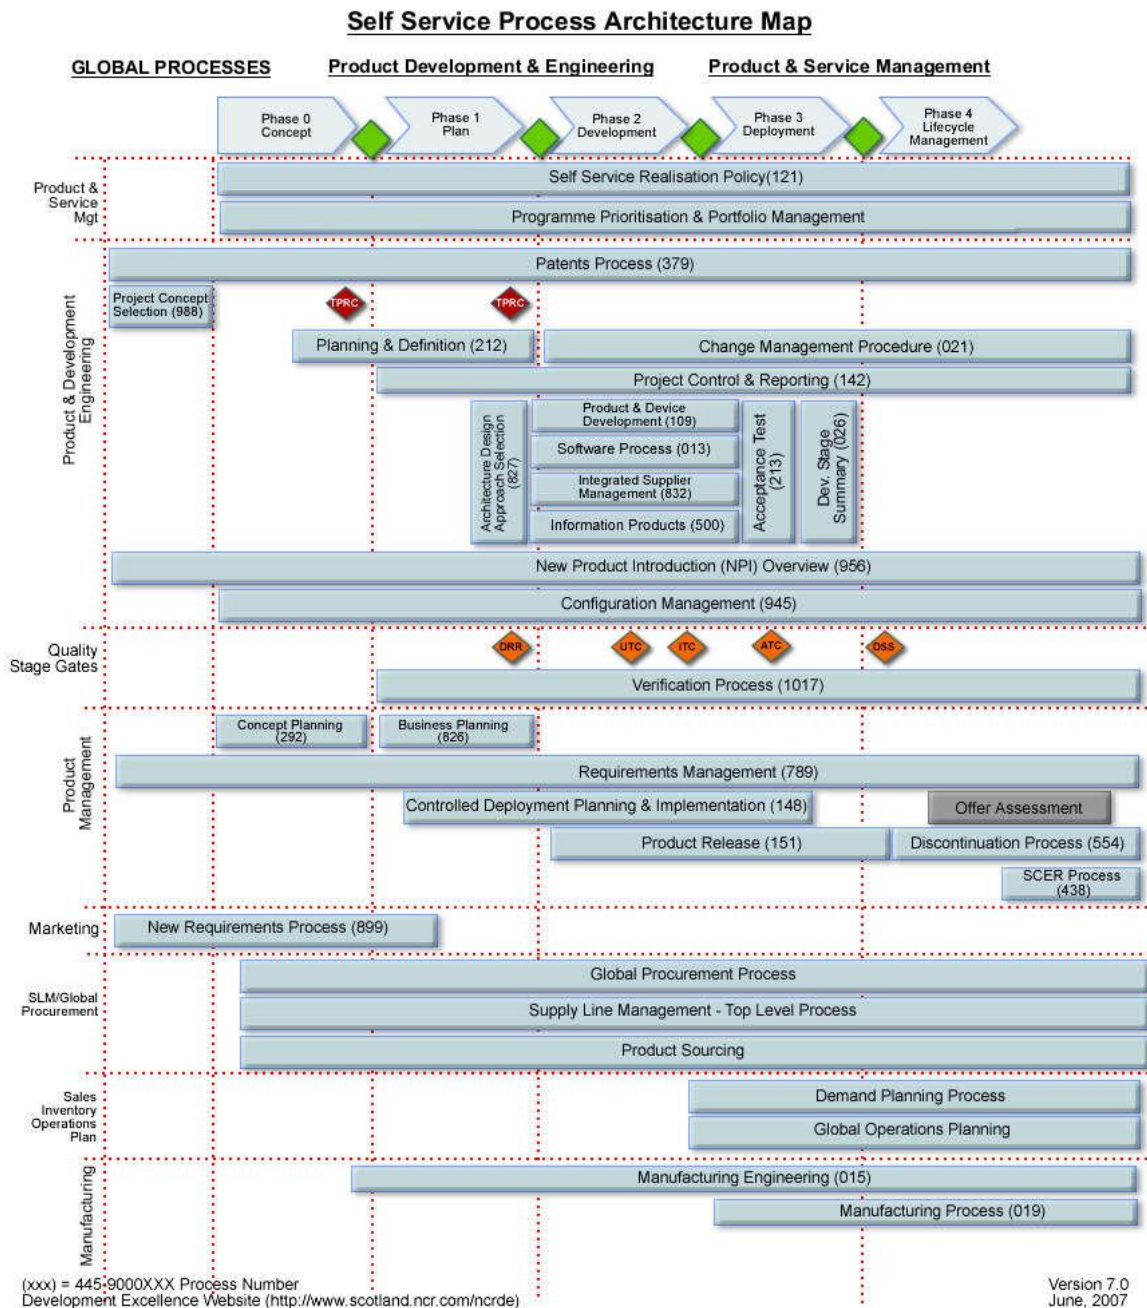 Self Service Process Architecture Map
GLOBAL PROCESSES
Product Development & Engineering
Product & Service Management
Phase 0
Concept
Phase 1
Plan
Phase 2
Development
Phase 3
Deployment
Phase 4
Lifecycle
Management
Product &
Service
Mgt
Self Service Realisation Policy(121)
Programme Prioritisation & Portfolio Management
Product & Development
Engineering
Patents Process (379)
Project Concept
Selection (988)
TPRC
TPRC
Planning & Definition (212)
Change Management Procedure (021)
Project Control & Reporting (142)
Architecture Design
Approach Selection
(827)
Product & Device
Development (109)
Software Process (013)
Integrated Supplier
Management (832)
Information Products (500)
Acceptance Test
(213)
Dev. Stage
Summary (026)
New Product Introduction (NPI) Overview (956)
Configuration Management (945)
Quality
Stage Gates
DRR
UTC
ITC
ATC
DSS
Verification Process (1017)
Product
Management
Concept Planning
(292)
Business Planning
(826)
Requirements Management (789)
Controlled Deployment Planning & Implementation (148)
Offer Assessment
Product Release (151)
Discontinuation Process (554)
SCER Process
(438)
Marketing
New Requirements Process (899)
SLM/Global
Procurement
Global Procurement Process
Supply Line Management - Top Level Process
Product Sourcing
Sales
Inventory
Operations
Plan
Demand Planning Process
Global Operations Planning
Manufacturing
Manufacturing Engineering (015)
Manufacturing Process (019)
(xxx) = 445-9000XXX Process Number
Development Excellence Website (http://www.scotland.ncr.com/ncrde)
Version 7.0
June, 2007